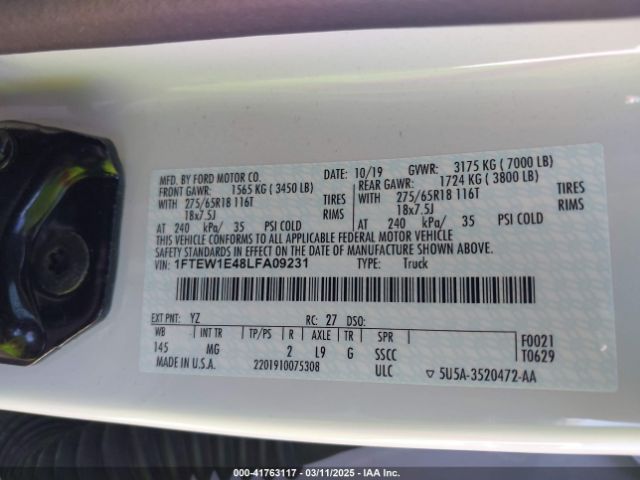 MFD. BY FORD MOTOR CO. DATE: 10/19 GVWR: 3175 KG ( 7000 LB)
FRONT GAWR: 1565 KG ( 3450 LB) REAR GAWR: 1724 KG ( 3800 LB)
WITH 275/65R18 116T TIRES WITH 275/65R18 116T TIRES
18x7.5J RIMS 18x7.5J RIMS
AT 240 kPa/ 35 PSI COLD AT 240 kPa/ 35 PSI COLD
THIS VEHICLE CONFORMS TO ALL APPLICABLE FEDERAL MOTOR VEHICLE
SAFETY STANDARDS IN EFFECT ON THE DATE OF MANUFACTURE SHOWN ABOVE.
VIN: 1FTEW1E48LFA09231 TYPE: Truck
EXT PNT: YZ RC: 27 DSO:
WB INT TR TP/PS R AXLE TR SPR F0021
145 MG 2 L9 G SSCC T0629
MADE IN U.S.A. 2201910075308 ULC ▽ 5U5A-3520472-AA
000-41763117 - 03/11/2025 - IAA Inc.